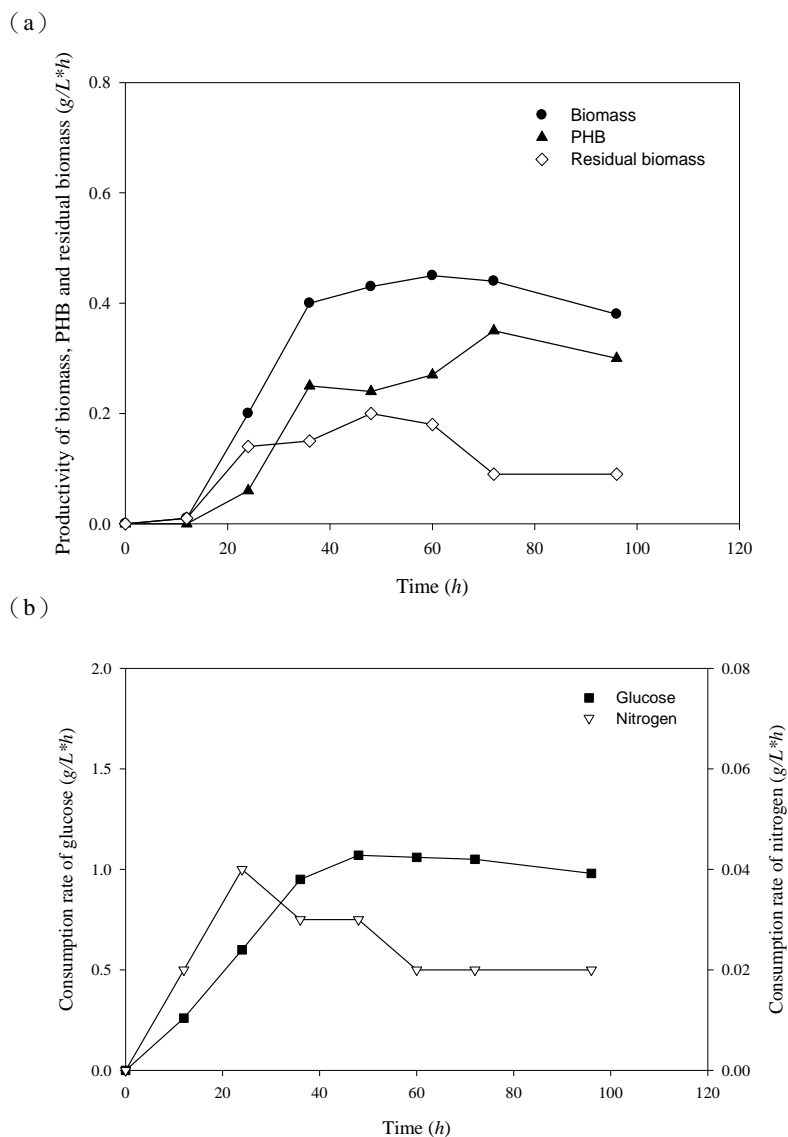 （a）
Productivity of biomass, PHB and residual biomass (g/L*h)
0.8
0.6
0.4
0.2
0.0
Biomass
PHB
Residual biomass
0 20 40 60 80 100 120
Time (h)
（b）
Consumption rate of glucose (g/L*h)
2.0
1.5
1.0
0.5
0.0
Glucose
Nitrogen
0.08
0.06
0.04
0.02
0.00
Consumption rate of nitrogen (g/L*h)
0 20 40 60 80 100 120
Time (h)